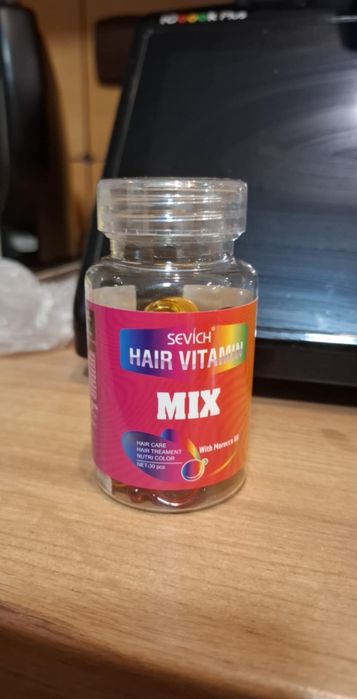 SEVICH®
HAIR VITAMIN
MIX
HAIR CARE
HAIR TREAMENT
NUTRI COLOR
NET:30 pcs
With Morocco Oil